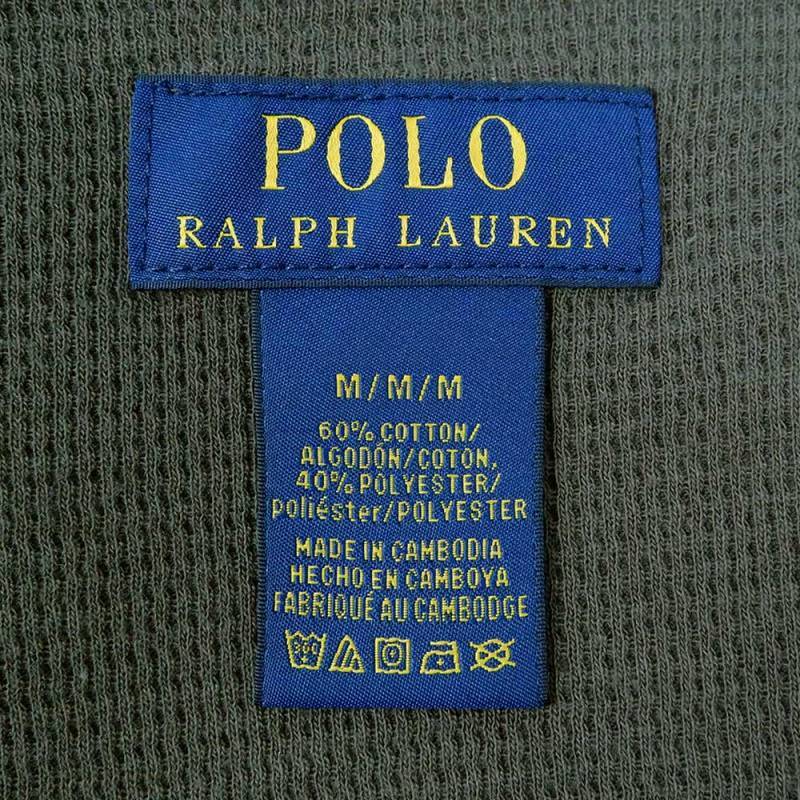 POLO
RALPH LAUREN
M/M/M
60% COTTON/
ALGODÓN/COTON,
40% POLYESTER/
poliéster/POLYESTER
MADE IN CAMBODIA
HECHO EN CAMBOYA
FABRIQUÉ AU CAMBODGE